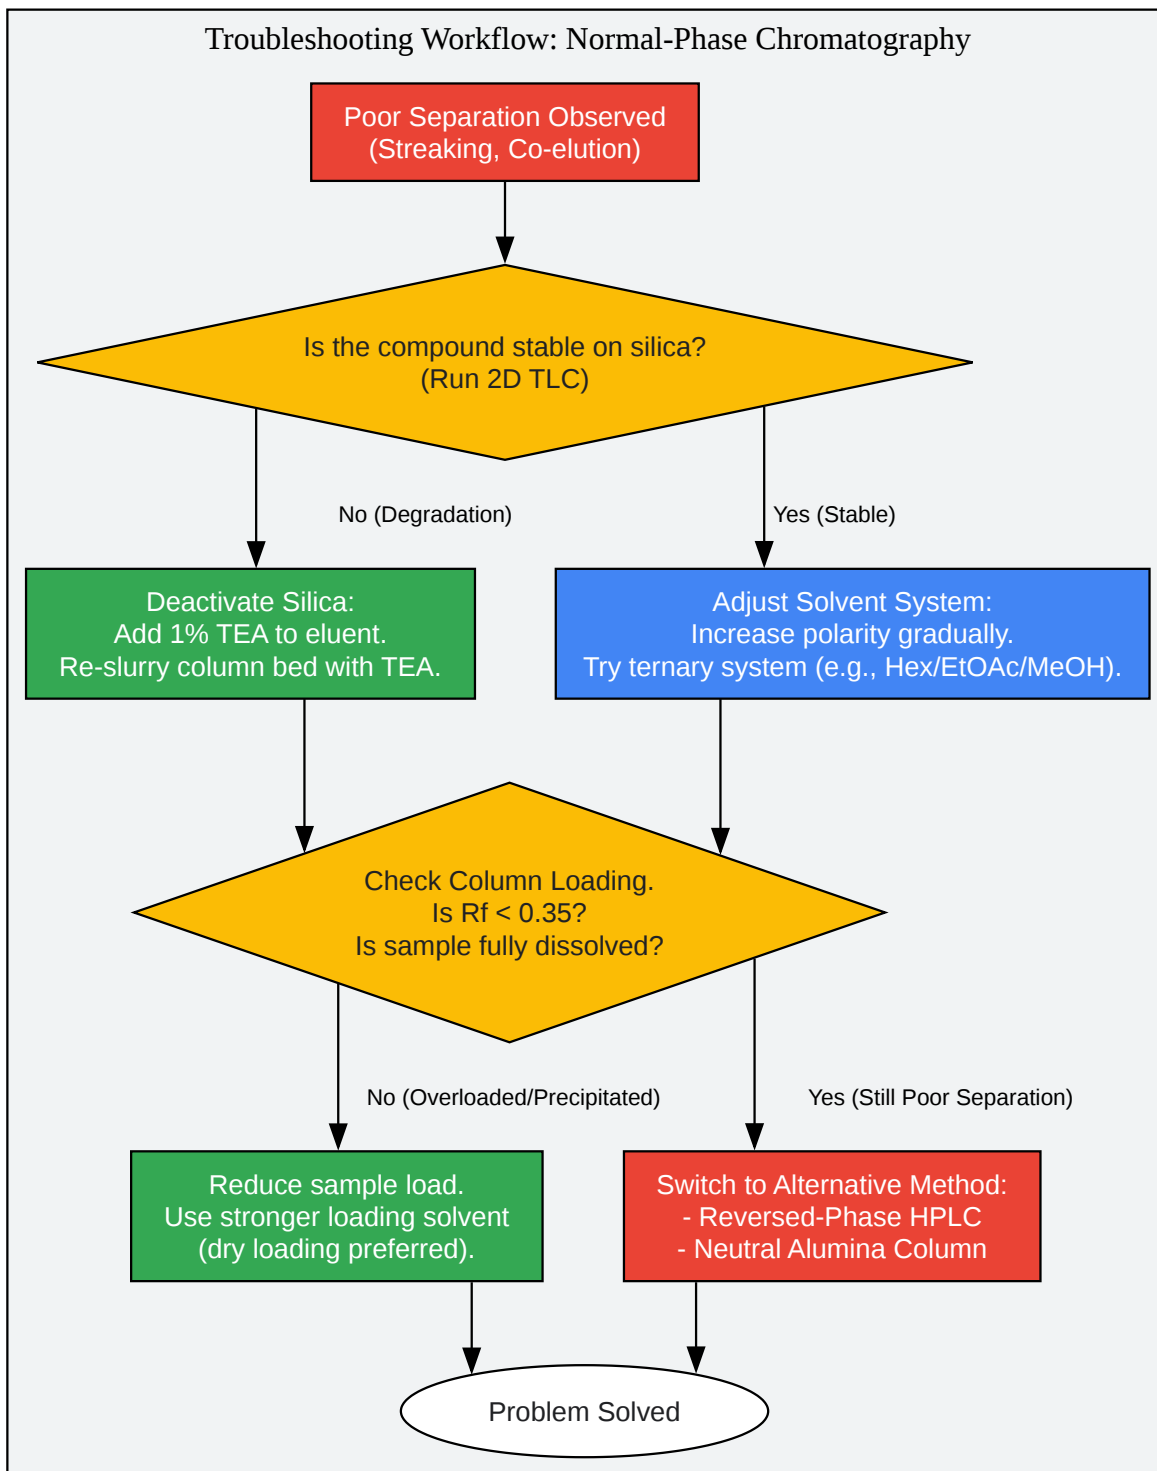 Troubleshooting Workflow: Normal-Phase Chromatography
Poor Separation Observed
(Streaking, Co-elution)
Is the compound stable on silica?
(Run 2D TLC)
No (Degradation)
Yes (Stable)
Deactivate Silica:
Add 1% TEA to eluent.
Re-slurry column bed with TEA.
Adjust Solvent System:
Increase polarity gradually.
Try ternary system (e.g., Hex/EtOAc/MeOH).
Check Column Loading.
Is Rf < 0.35?
Is sample fully dissolved?
No (Overloaded/Precipitated)
Yes (Still Poor Separation)
Reduce sample load.
Use stronger loading solvent
(dry loading preferred).
Switch to Alternative Method:
- Reversed-Phase HPLC
- Neutral Alumina Column
Problem Solved